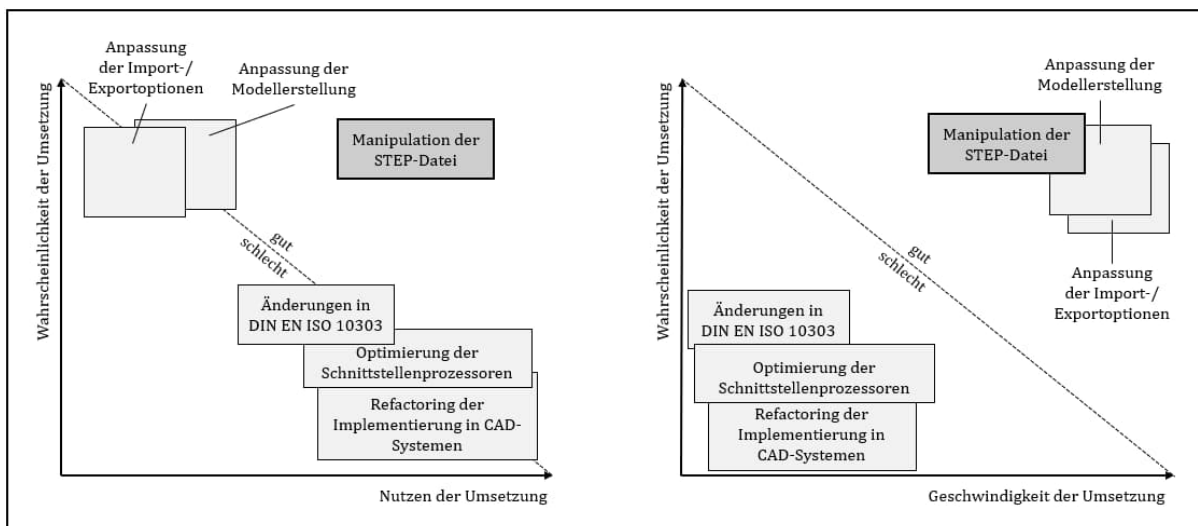 Anpassung
der Import-/
Exportoptionen
Anpassung der
Modellerstellung
Wahrscheinlichkeit der Umsetzung
Manipulation der
STEP-Datei
gut
schlecht
Änderungen in
DIN EN ISO 10303
Optimierung der
Schnittstellenprozessoren
Refactoring der
Implementierung in CAD-
Systemen
Nutzen der Umsetzung
Anpassung der
Modellerstellung
Wahrscheinlichkeit der Umsetzung
Manipulation der
STEP-Datei
gut
schlecht
Anpassung
der Import-/
Exportoptionen
Änderungen in
DIN EN ISO 10303
Optimierung der
Schnittstellenprozessoren
Refactoring der
Implementierung in
CAD-Systemen
Geschwindigkeit der Umsetzung